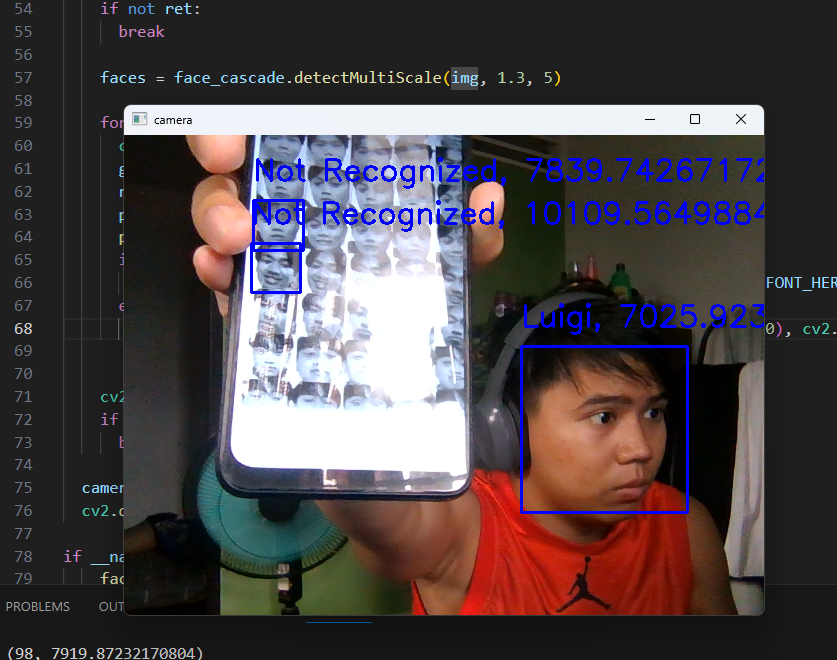 54 if not ret:
55 break
56
57 faces = face_cascade.detectMultiScale(img, 1.3, 5)
58
59 for
camera
60
61
62
63
64
65
66 FONT_HER
67
68 0), cv2.
69
70
71 cv2
72 if
73
74
75 camer
76 cv2.
77
78 if __na
79 fac
Not Recognized, 7839.74267172
Not Recognized, 10109.5649884
Luigi, 7025.923
PROBLEMS OUT
(98, 7919.87232170804)